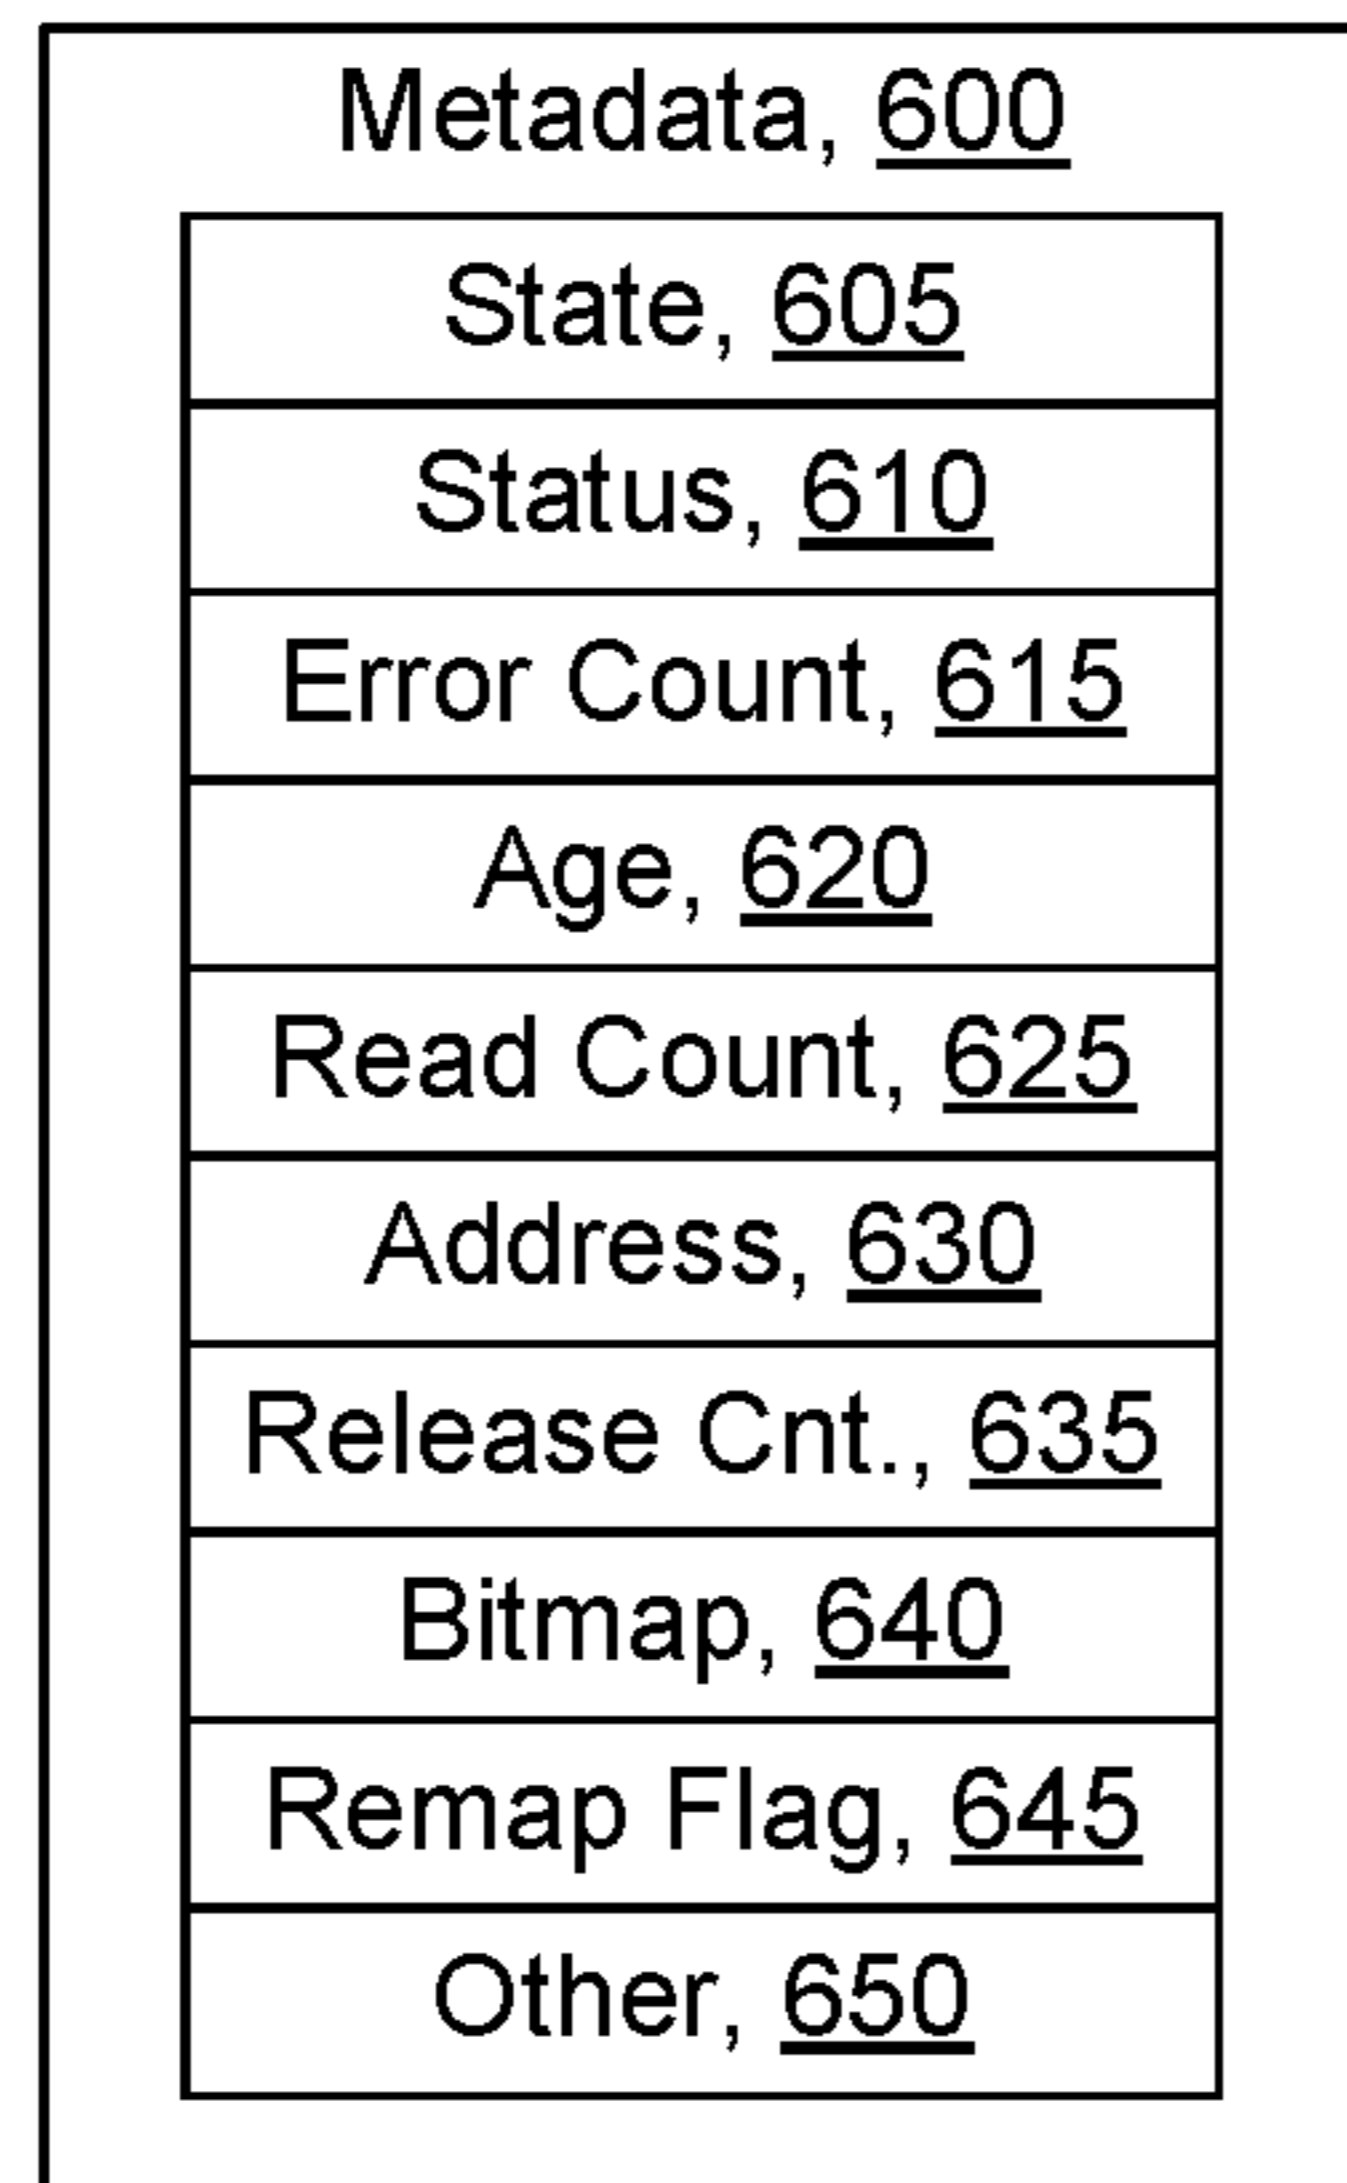 Metadata, 600
State, 605
Status, 610
Error Count, 615
Age, 620
Read Count, 625
Address, 630
Release Cnt., 635
Bitmap, 640
Remap Flag, 645
Other, 650